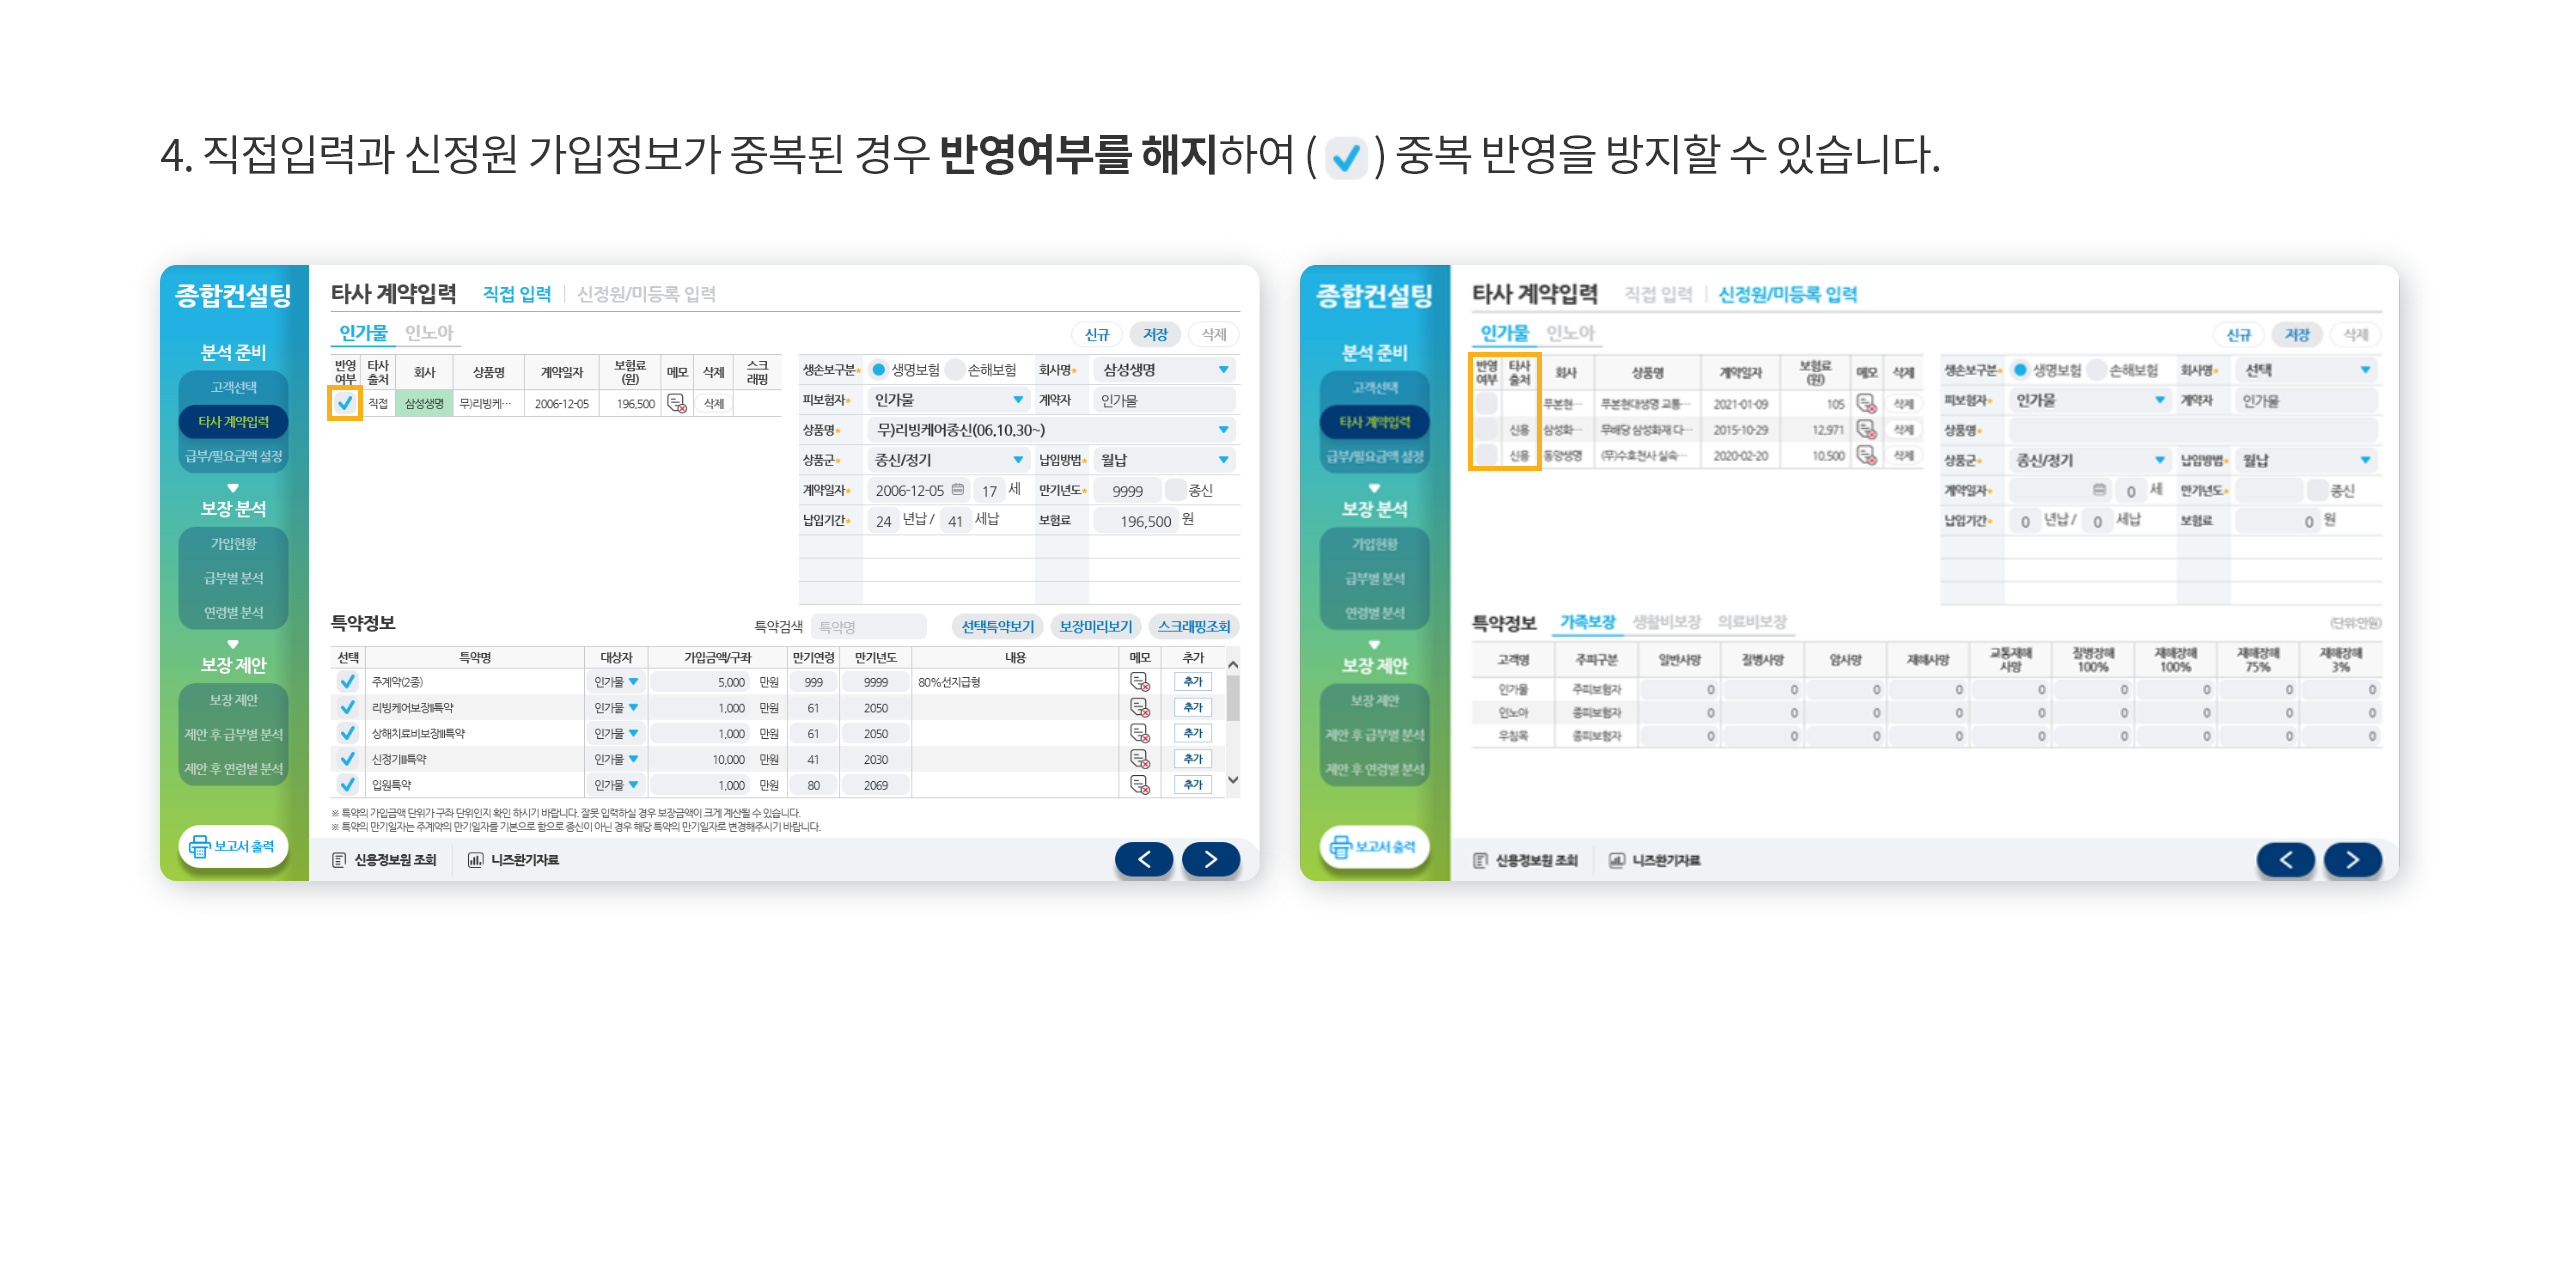 4. 직접입력과 신정원 가입정보가 중복된 경우 반영여부를 해지하여 ( ) 중복 반영을 방지할 수 있습니다.
종합컨설팅
분석 준비
고객선택
타사 계약입력
급부/필요금액 설정
보장 분석
가입현황
급부별 분석
연령별 분석
보장 제안
보장 제안
제안 후 급부별 분석
제안 후 연령별 분석
보고서 출력
타사 계약입력 직접 입력 신정원/미등록 입력
인가물 인노아
신규 저장 삭제
반영여부 타사출처 회사 상품명 계약일자 보험료(원) 메모 삭제 스크래핑
직접 삼성생명 무)리빙케… 2006-12-05 196,500 삭제
생손보구분* 생명보험 손해보험 회사명* 삼성생명
피보험자* 인가물 계약자 인가물
상품명* 무)리빙케어종신(06.10.30~)
상품군* 종신/정기 납입방법* 월납
계약일자* 2006-12-05 17 세 만기년도* 9999 종신
납입기간* 24 년납 / 41 세납 보험료 196,500 원
특약정보 특약검색 특약명 선택특약보기 보장미리보기 스크래핑조회
선택 특약명 대상자 가입금액/구좌 만기연령 만기년도 내용 메모 추가
주계약(2종) 인가물 5,000 만원 999 9999 80%선지급형 추가
리빙케어보장II특약 인가물 1,000 만원 61 2050 추가
상해치료비보장III특약 인가물 1,000 만원 61 2050 추가
신정기III특약 인가물 10,000 만원 41 2030 추가
입원특약 인가물 1,000 만원 80 2069 추가
※ 특약의 가입금액 단위가 구좌 단위인지 확인 하시기 바랍니다. 잘못 입력하실 경우 보장금액이 크게 계산될 수 있습니다.
※ 특약의 만기일자는 주계약의 만기일자를 기본으로 함으로 종신이 아닌 경우 해당 특약의 만기일자로 변경해주시기 바랍니다.
신용정보원 조회 니즈환기자료
종합컨설팅
분석 준비
고객선택
타사 계약입력
급부/필요금액 설정
보장 분석
가입현황
급부별 분석
연령별 분석
보장 제안
보장 제안
제안 후 급부별 분석
제안 후 연령별 분석
보고서 출력
타사 계약입력 직접 입력 신정원/미등록 입력
인가물 인노아
신규 저장 삭제
반영여부 타사출처 회사 상품명 계약일자 보험료(원) 메모 삭제
푸본현… 푸본현대생명 교통… 2021-01-09 105 삭제
신용 삼성화… 무배당 삼성화재 다… 2015-10-29 12,971 삭제
신용 동양생명 (무)수호천사 실속… 2020-02-20 10,500 삭제
생손보구분* 생명보험 손해보험 회사명* 선택
피보험자* 인가물 계약자 인가물
상품명*
상품군* 종신/정기 납입방법* 월납
계약일자* 0 세 만기년도* 종신
납입기간* 0 년납 / 0 세납 보험료 0 원
특약정보 가족보장 생활비보장 의료비보장 (단위:만원)
고객명 주피구분 일반사망 질병사망 암사망 재해사망 교통재해사망 질병장해100% 재해장해100% 재해장해75% 재해장해3%
인가물 주피보험자 0 0 0 0 0 0 0 0 0
인노아 종피보험자 0 0 0 0 0 0 0 0 0
우침목 종피보험자 0 0 0 0 0 0 0 0 0
신용정보원 조회 니즈환기자료